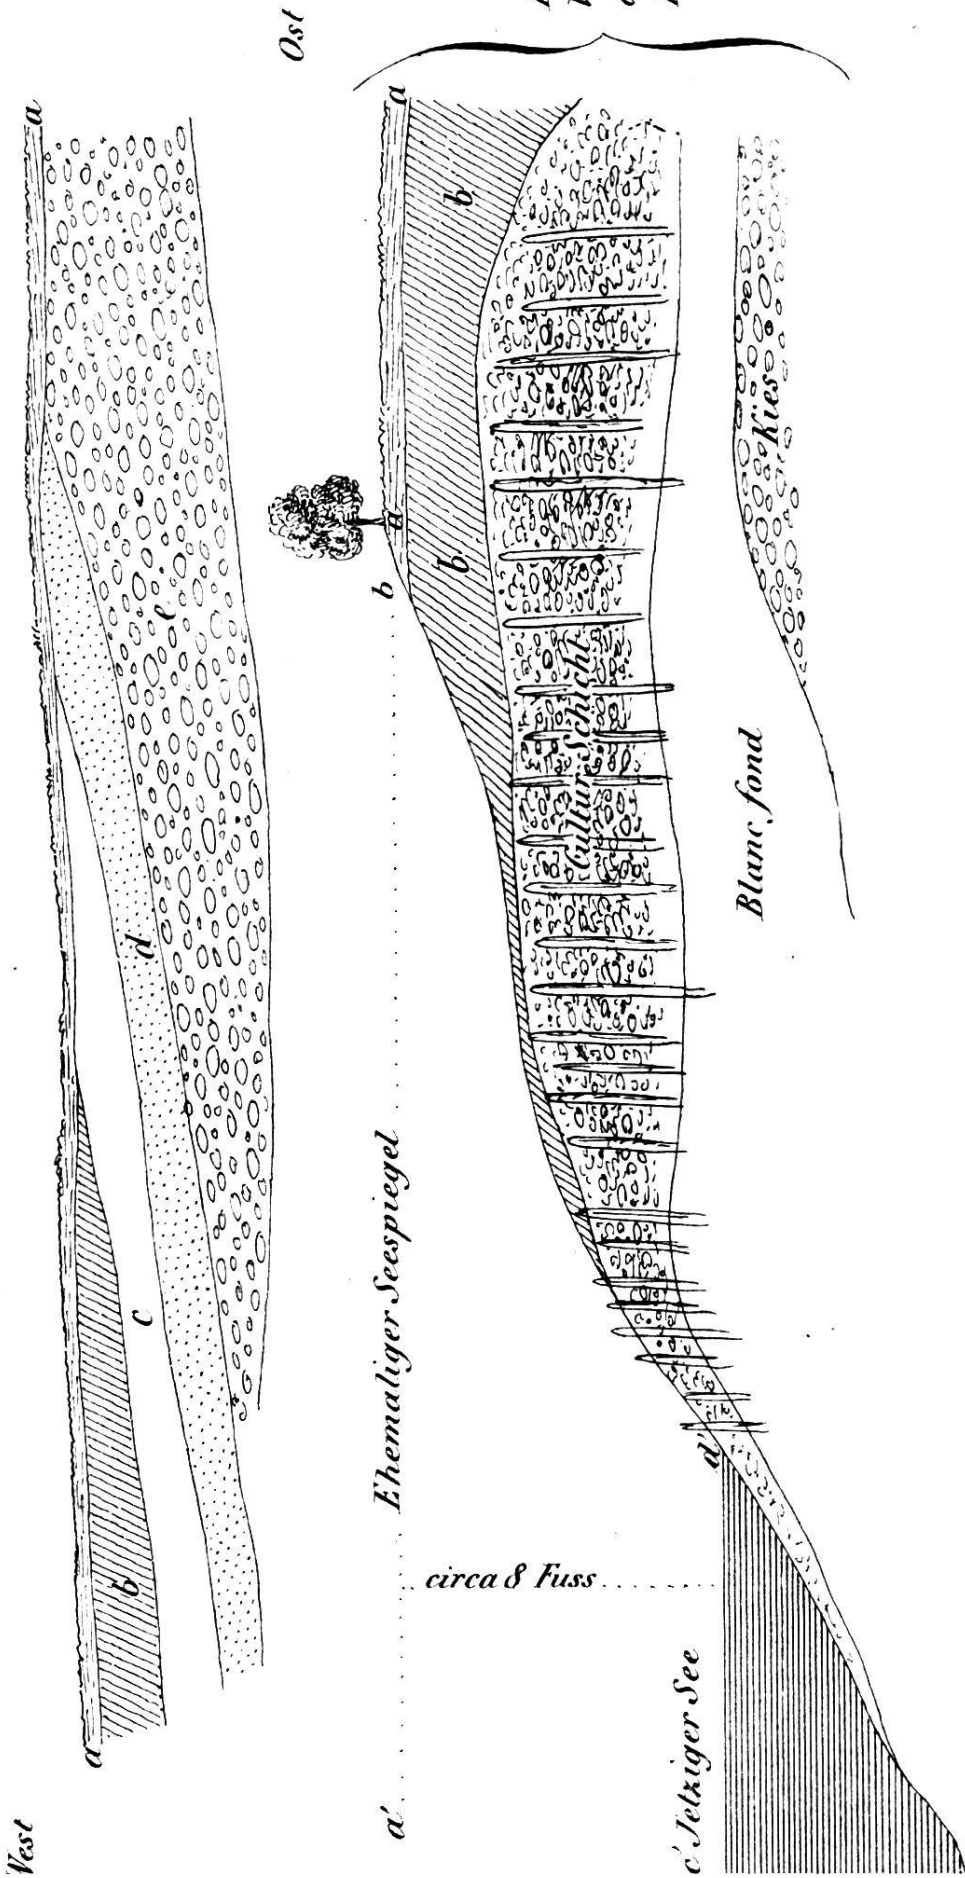 West
Ost
a
a
b
c
d
e
a'
Ehemaliger Seespiegel
b
a
a
b
b
circa 8 Fuss
Cultur Schicht
c' Jetziger See
d'
Blanc fond
Kies